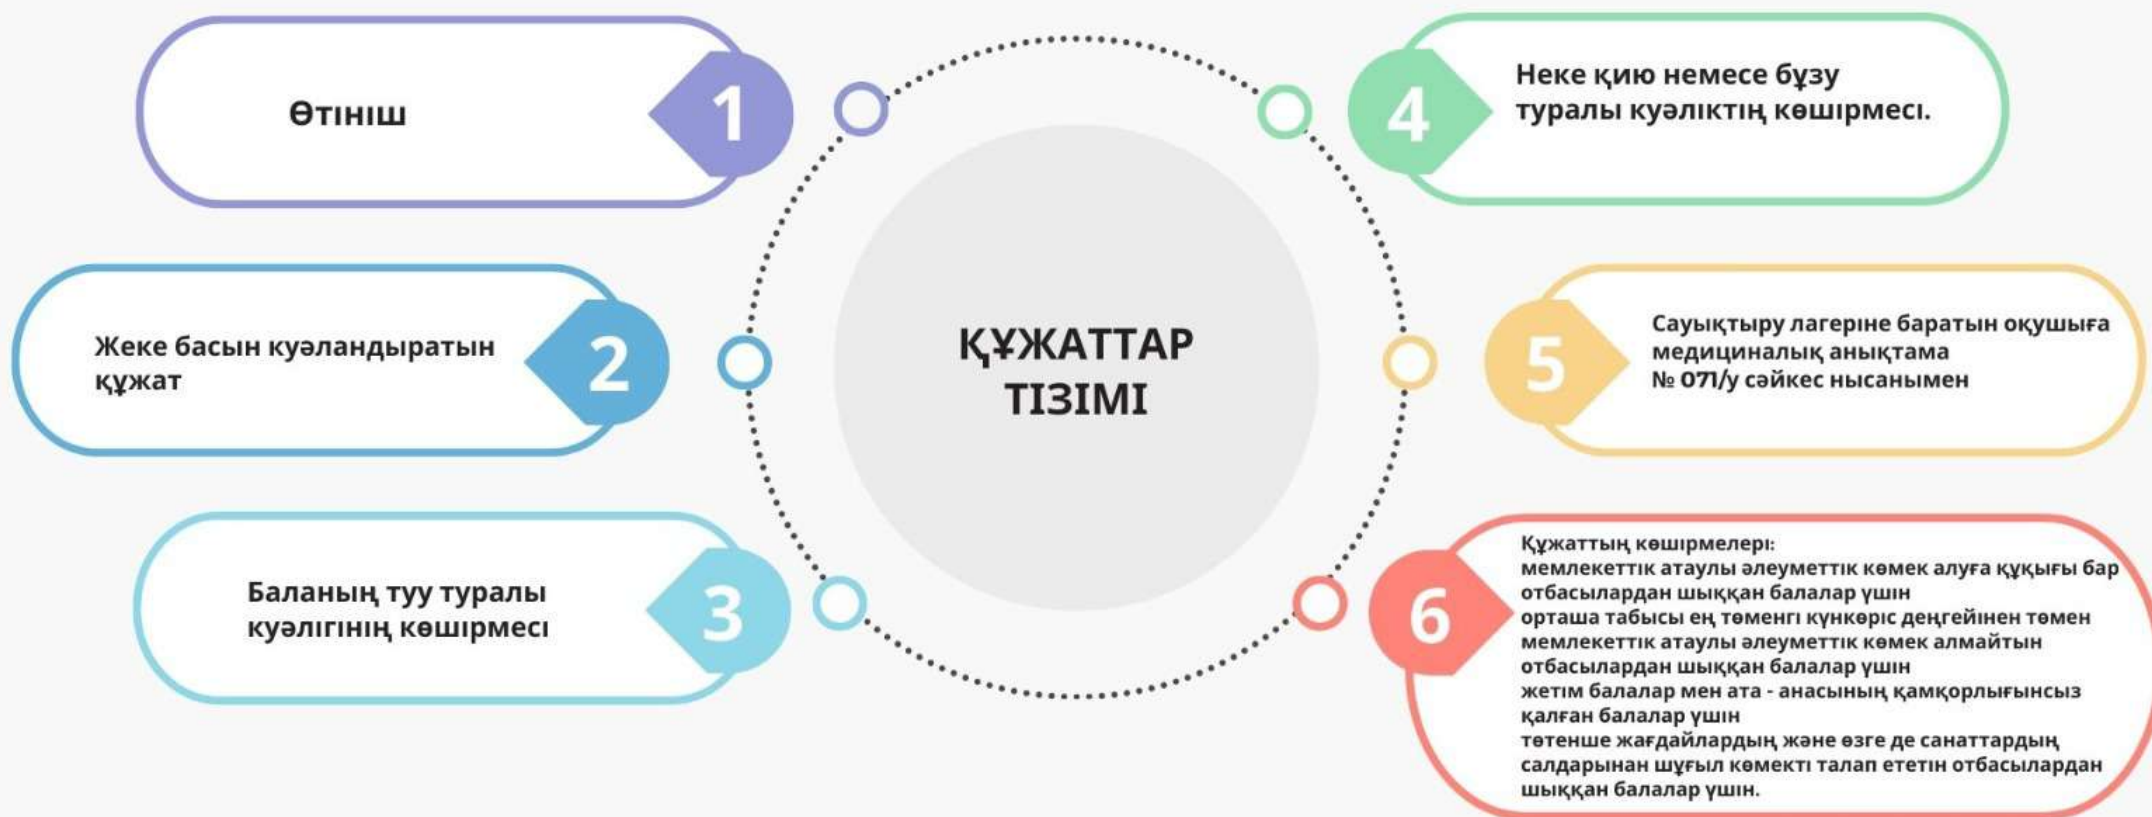 Өтініш
1
Жеке басын куәландыратын
құжат
2
Баланың туу туралы
куәлігінің көшірмесі
3
ҚҰЖАТТАР
ТІЗІМІ
4
Неке қию немесе бұзу
туралы куәліктің көшірмесі.
5
Сауықтыру лагеріне баратын оқушыға
медициналық анықтама
№ 071/у сәйкес нысанымен
6
Құжаттың көшірмелері:
мемлекеттік атаулы әлеуметтік көмек алуға құқығы бар
отбасылардан шыққан балалар үшін
орташа табысы ең төменгі күнкөріс деңгейінен төмен
мемлекеттік атаулы әлеуметтік көмек алмайтын
отбасылардан шыққан балалар үшін
жетім балалар мен ата - анасының қамқорлығынсыз
қалған балалар үшін
төтенше жағдайлардың және өзге де санаттардың
салдарынан шұғыл көмекті талап ететін отбасылардан
шыққан балалар үшін.